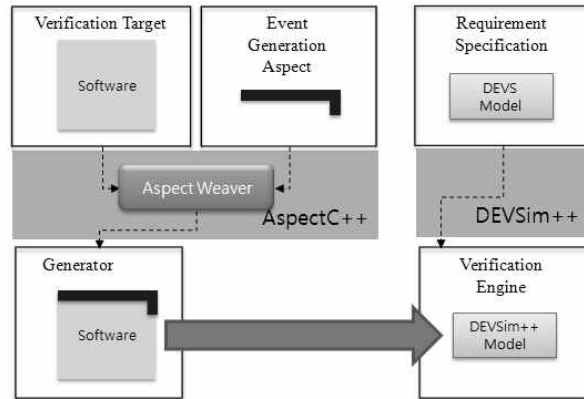 Verification Target
Software
Event
Generation
Aspect
Requirement
Specification
DEVS
Model
Aspect Weaver
AspectC++
DEVSim++
Generator
Software
Verification
Engine
DEVSim++
Model